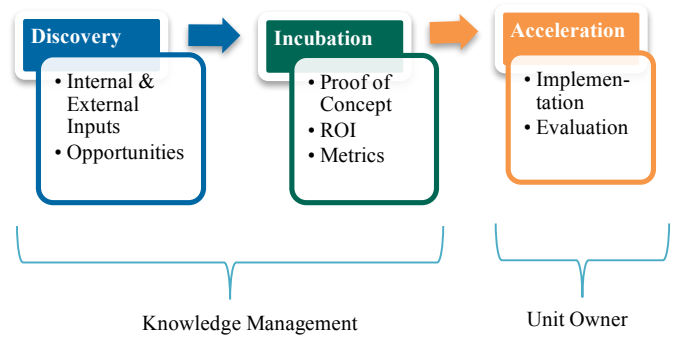 Discovery
• Internal &
External
Inputs
• Opportunities
Incubation
• Proof of
Concept
• ROI
• Metrics
Acceleration
• Implemen-
tation
• Evaluation
Knowledge Management
Unit Owner